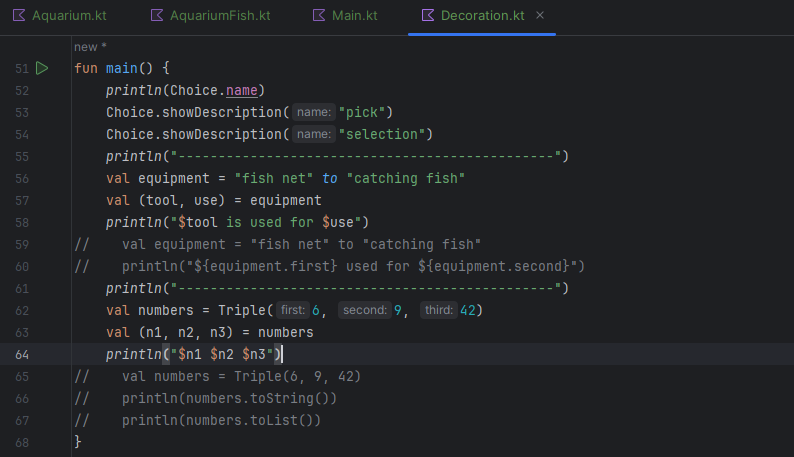 Aquarium.kt AquariumFish.kt Main.kt Decoration.kt ×
new *
51 fun main() {
52 println(Choice.name)
53 Choice.showDescription( name: "pick")
54 Choice.showDescription( name: "selection")
55 println("-----------------------------------------------")
56 val equipment = "fish net" to "catching fish"
57 val (tool, use) = equipment
58 println("$tool is used for $use")
59 // val equipment = "fish net" to "catching fish"
60 // println("${equipment.first} used for ${equipment.second}")
61 println("-----------------------------------------------")
62 val numbers = Triple( first: 6, second: 9, third: 42)
63 val (n1, n2, n3) = numbers
64 println("$n1 $n2 $n3")
65 // val numbers = Triple(6, 9, 42)
66 // println(numbers.toString())
67 // println(numbers.toList())
68 }